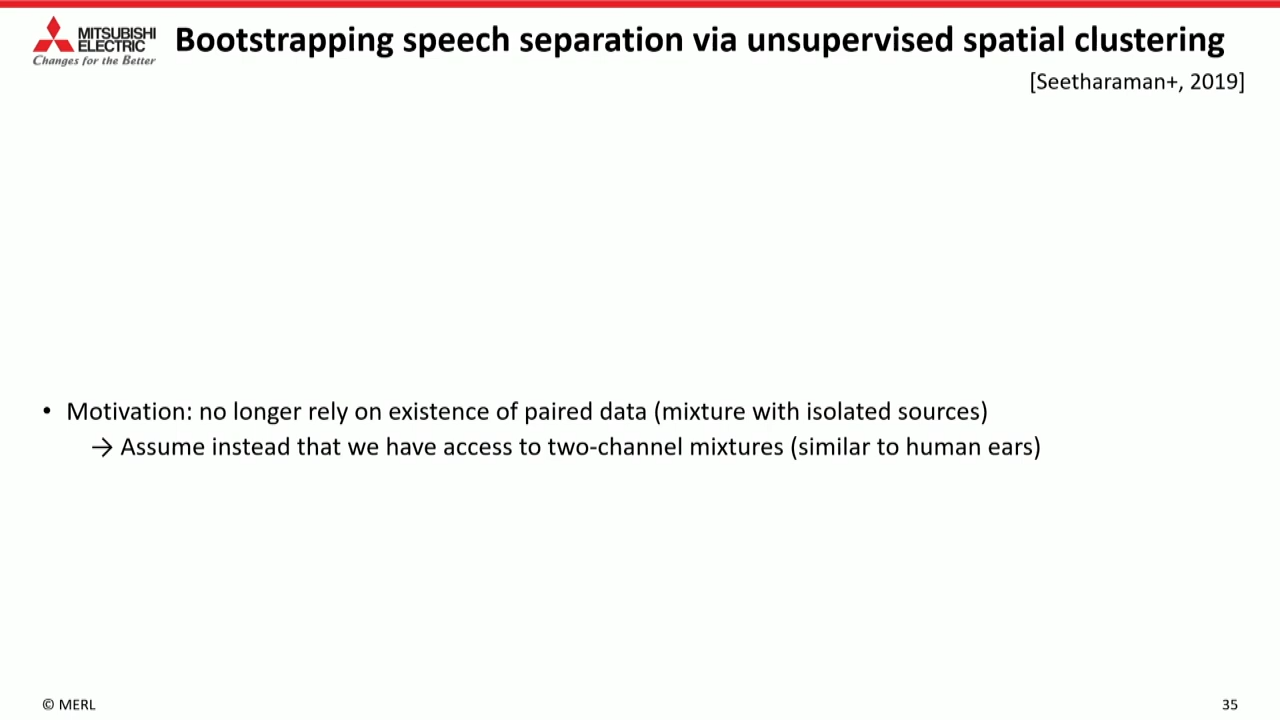 MITSUBISHI
ELECTRIC
Changes for the Better
Bootstrapping speech separation via unsupervised spatial clustering
[Seetharaman+, 2019]
• Motivation: no longer rely on existence of paired data (mixture with isolated sources)
→ Assume instead that we have access to two-channel mixtures (similar to human ears)
© MERL
35